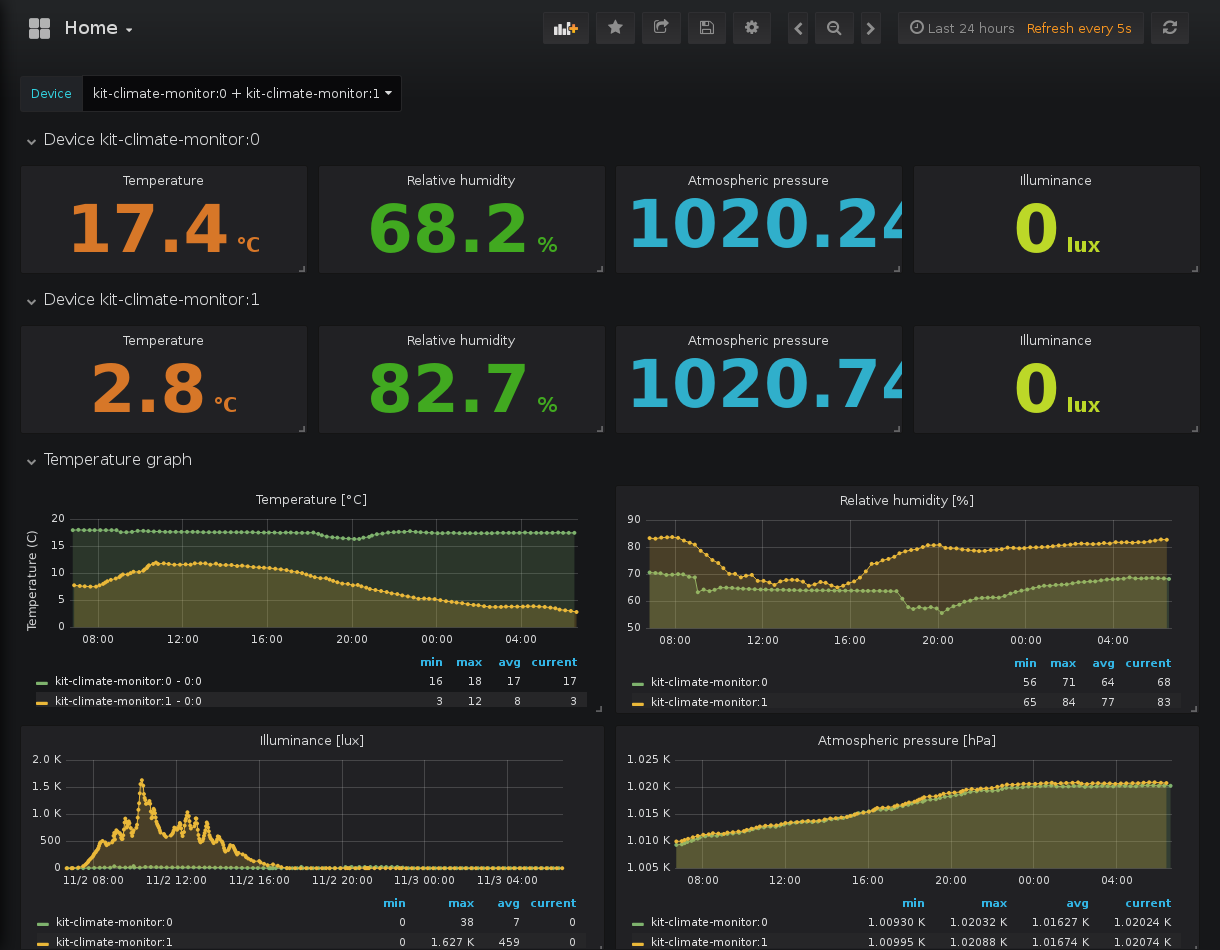 Home
Last 24 hours Refresh every 5s
Device kit-climate-monitor:0 + kit-climate-monitor:1
Device kit-climate-monitor:0
Temperature Relative humidity Atmospheric pressure Illuminance
17.4 °C 68.2 % 1020.24 0 lux
Device kit-climate-monitor:1
Temperature Relative humidity Atmospheric pressure Illuminance
2.8 °C 82.7 % 1020.74 0 lux
Temperature graph
Temperature [°C]
Temperature (C)
20
15
10
5
0
08:00 12:00 16:00 20:00 00:00 04:00
min max avg current
kit-climate-monitor:0 - 0:0 16 18 17 17
kit-climate-monitor:1 - 0:0 3 12 8 3
Relative humidity [%]
90
80
70
60
50
08:00 12:00 16:00 20:00 00:00 04:00
min max avg current
kit-climate-monitor:0 56 71 64 68
kit-climate-monitor:1 65 84 77 83
Illuminance [lux]
2.0 K
1.5 K
1.0 K
500
0
11/2 08:00 11/2 12:00 11/2 16:00 11/2 20:00 11/3 00:00 11/3 04:00
min max avg current
kit-climate-monitor:0 0 38 7 0
kit-climate-monitor:1 0 1.627 K 459 0
Atmospheric pressure [hPa]
1.025 K
1.020 K
1.015 K
1.010 K
1.005 K
08:00 12:00 16:00 20:00 00:00 04:00
min max avg current
kit-climate-monitor:0 1.00930 K 1.02032 K 1.01627 K 1.02024 K
kit-climate-monitor:1 1.00995 K 1.02088 K 1.01674 K 1.02074 K